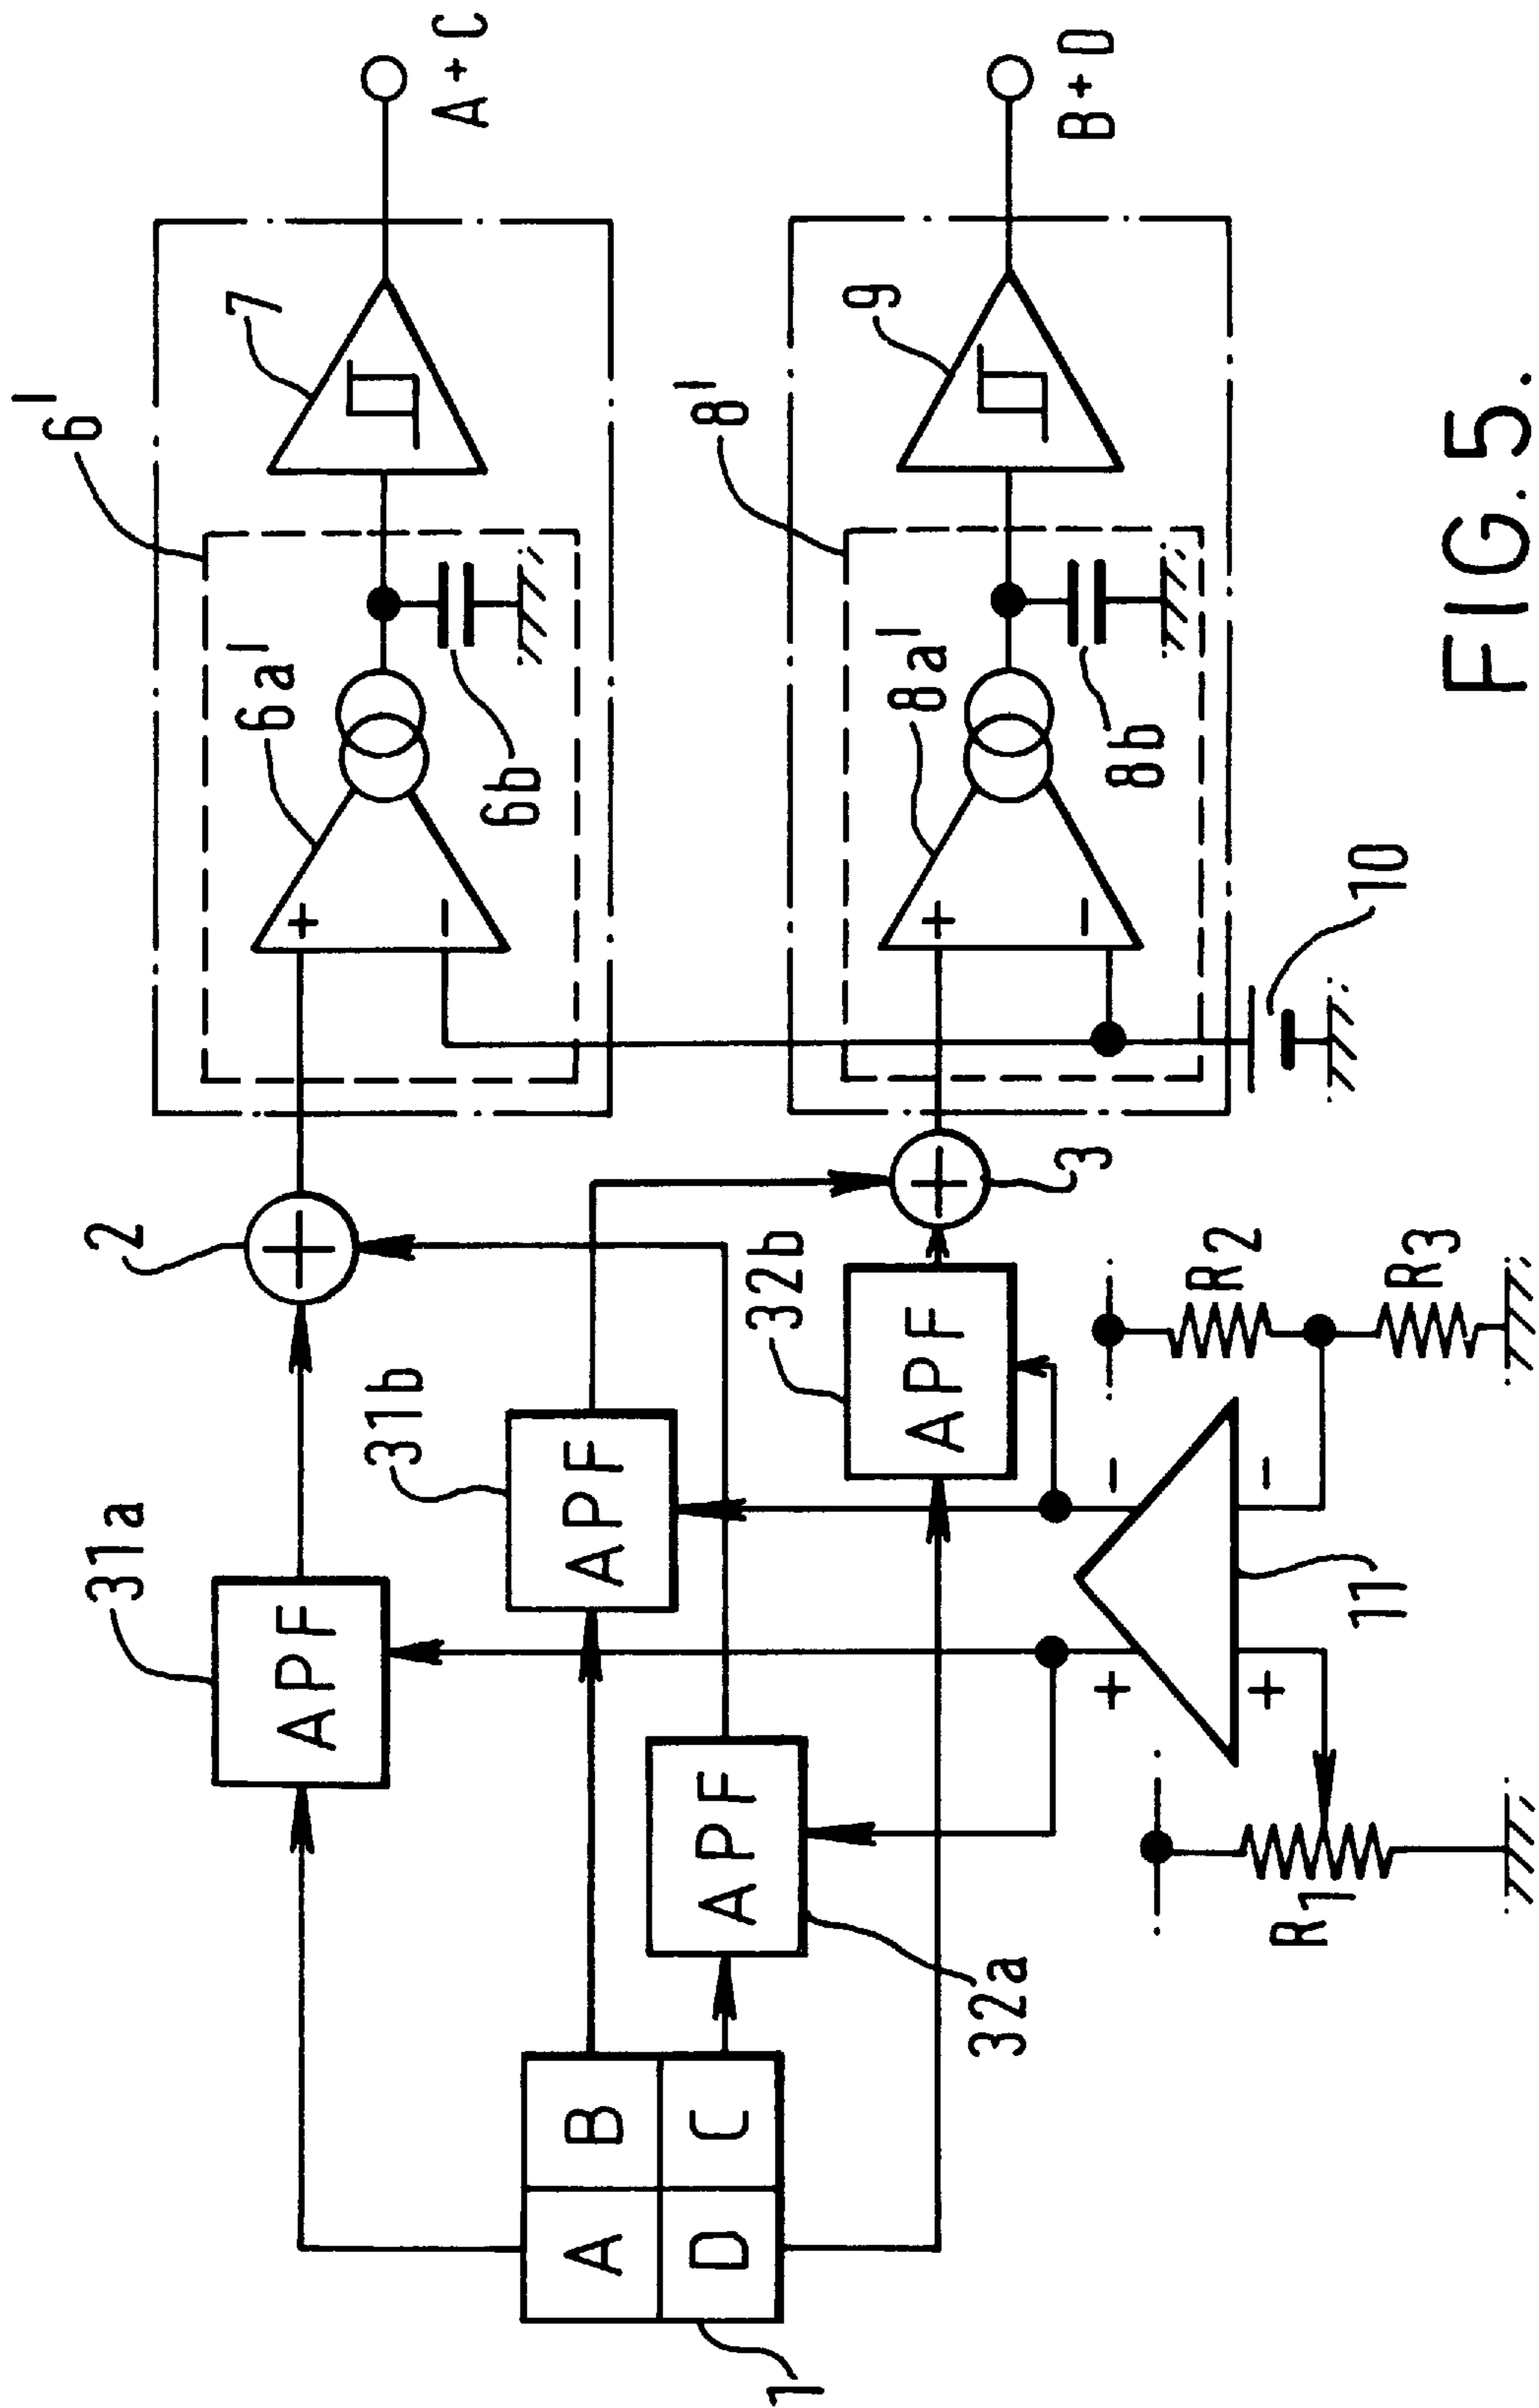 6'
7
A + C
6a'
6b
2
31a
APF
31b
APF
8'
9
B + D
8a'
8b
10
3
32b
APF
A B
D C
1
APF
32a
+
−
+
−
+
−
+
−
11
R1
R2
R3
FIG. 5.